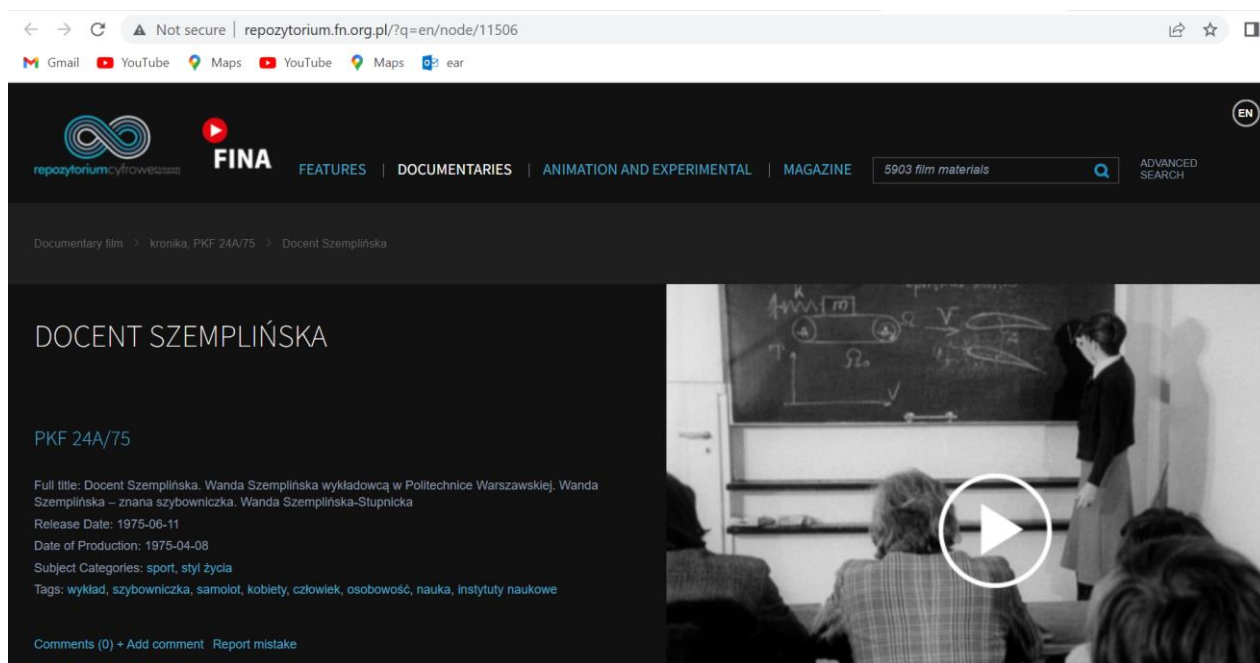 Not secure | repozytorium.fn.org.pl/?q=en/node/11506
Gmail YouTube Maps YouTube Maps ear
EN
repozytoriumcyfrowe
FINA
FEATURES | DOCUMENTARIES | ANIMATION AND EXPERIMENTAL | MAGAZINE 5903 film materials ADVANCED
SEARCH
Documentary film > kronika, PKF 24A/75 > Docent Szemplińska
DOCENT SZEMPLIŃSKA
k
m
Ω V
T
Ω₀
V
PKF 24A/75
Full title: Docent Szemplińska. Wanda Szemplińska wykładowcą w Politechnice Warszawskiej. Wanda
Szemplińska – znana szybowniczka. Wanda Szemplińska-Stupnicka
Release Date: 1975-06-11
Date of Production: 1975-04-08
Subject Categories: sport, styl życia
Tags: wykład, szybowniczka, samolot, kobiety, człowiek, osobowość, nauka, instytuty naukowe
Comments (0) + Add comment Report mistake